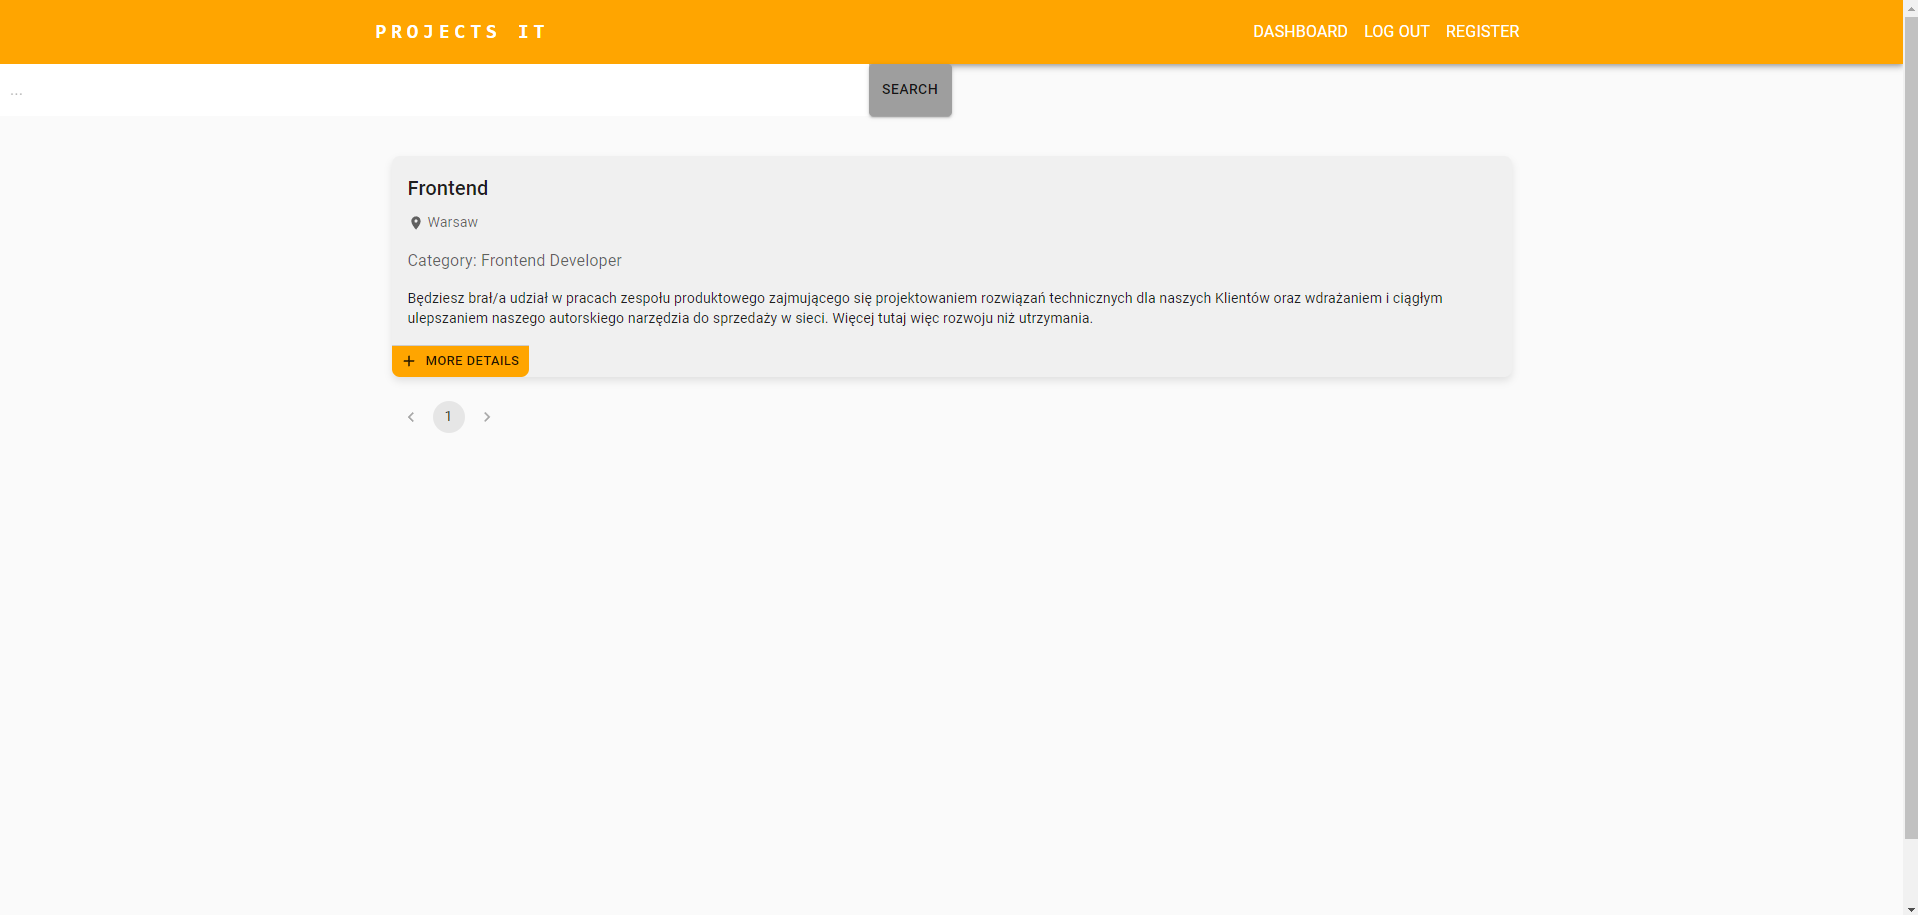 PROJECTS IT
DASHBOARD LOG OUT REGISTER
...
SEARCH
Frontend
Warsaw
Category: Frontend Developer
Będziesz brał/a udział w pracach zespołu produktowego zajmującego się projektowaniem rozwiązań technicznych dla naszych Klientów oraz wdrażaniem i ciągłym
ulepszaniem naszego autorskiego narzędzia do sprzedaży w sieci. Więcej tutaj więc rozwoju niż utrzymania.
MORE DETAILS
1